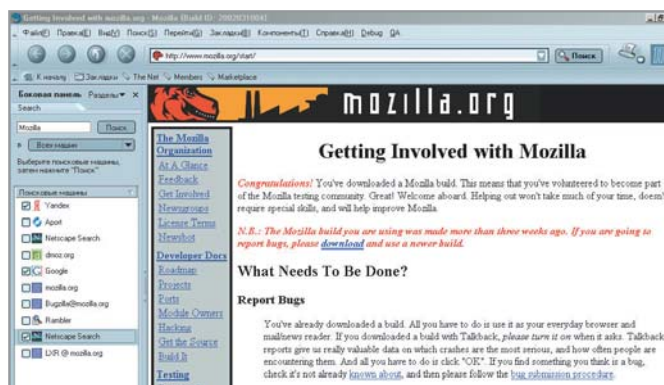 Getting Involved with mozilla.org - Mozilla {Build ID: 2002031004}
Файл(F) Правка(E) Вид(V) Поиск(S) Перейти(G) Закладки(B) Компоненты(T) Справка(H) Debug QA
http://www.mozilla.org/start/
Поиск
К началу Закладки The Net Members Marketplace
Боковая панель Разделы
Search
Mozilla Поиск
в Всех машин
Выберите поисковые машины,
затем нажмите "Поиск".
Поисковые машины
Yandex
Aport
Netscape Search
dmoz.org
Google
mozilla.org
Bugzilla@mozilla.org
Rambler
Netscape Search
LXR @ mozilla.org
mozilla.org
The Mozilla
Organization
At A Glance
Feedback
Get Involved
Newsgroups
License Terms
Newsbot
Developer Docs
Roadmap
Projects
Ports
Module Owners
Hacking
Get the Source
Build It
Testing
Getting Involved with Mozilla
Congratulations! You've downloaded a Mozilla build. This means that you've volunteered to become part
of the Mozilla testing community. Great! Welcome aboard. Helping out won't take much of your time, doesn'
require special skills, and will help improve Mozilla.
N.B.: The Mozilla build you are using was made more than three weeks ago. If you are going to
report bugs, please download and use a newer build.
What Needs To Be Done?
Report Bugs
You've already downloaded a build. All you have to do is use it as your everyday browser and
mail/news reader. If you downloaded a build with Talkback, please turn it on when it asks. Talkback
reports give us really valuable data on which crashes are the most serious, and how often people are
encountering them. And all you have to do is click "OK". If you find something you think is a bug,
check it's not already known about, and then please follow the bug submission procedure.